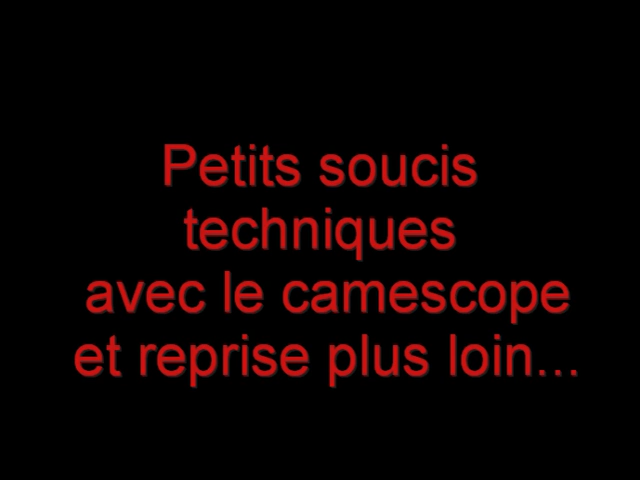 Petits soucis
techniques
avec le camescope
et reprise plus loin...